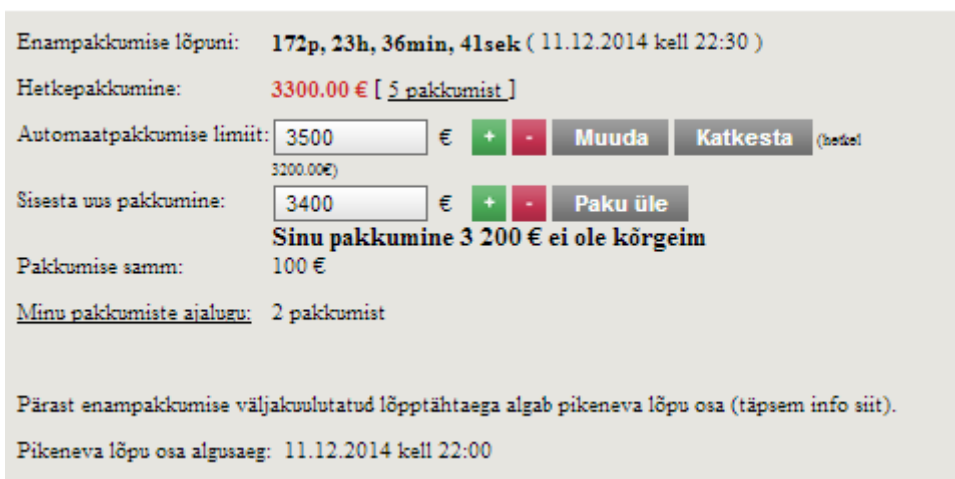 Enampakkumise lõpuni: 172p, 23h, 36min, 41sek ( 11.12.2014 kell 22:30 )
Hetkepakkumine: 3300.00 € [ 5 pakkumist ]
Automaatpakkumise limiit: 3500 € + - Muuda Katkesta (hetkel
3200.00€)
Sisesta uus pakkumine: 3400 € + - Paku üle
Sinu pakkumine 3 200 € ei ole kõrgeim
Pakkumise samm: 100 €
Minu pakkumiste ajalugu: 2 pakkumist
Pärast enampakkumise väljakuulutatud lõpptähtaega algab pikeneva lõpu osa (täpsem info siit).
Pikeneva lõpu osa algusaeg: 11.12.2014 kell 22:00